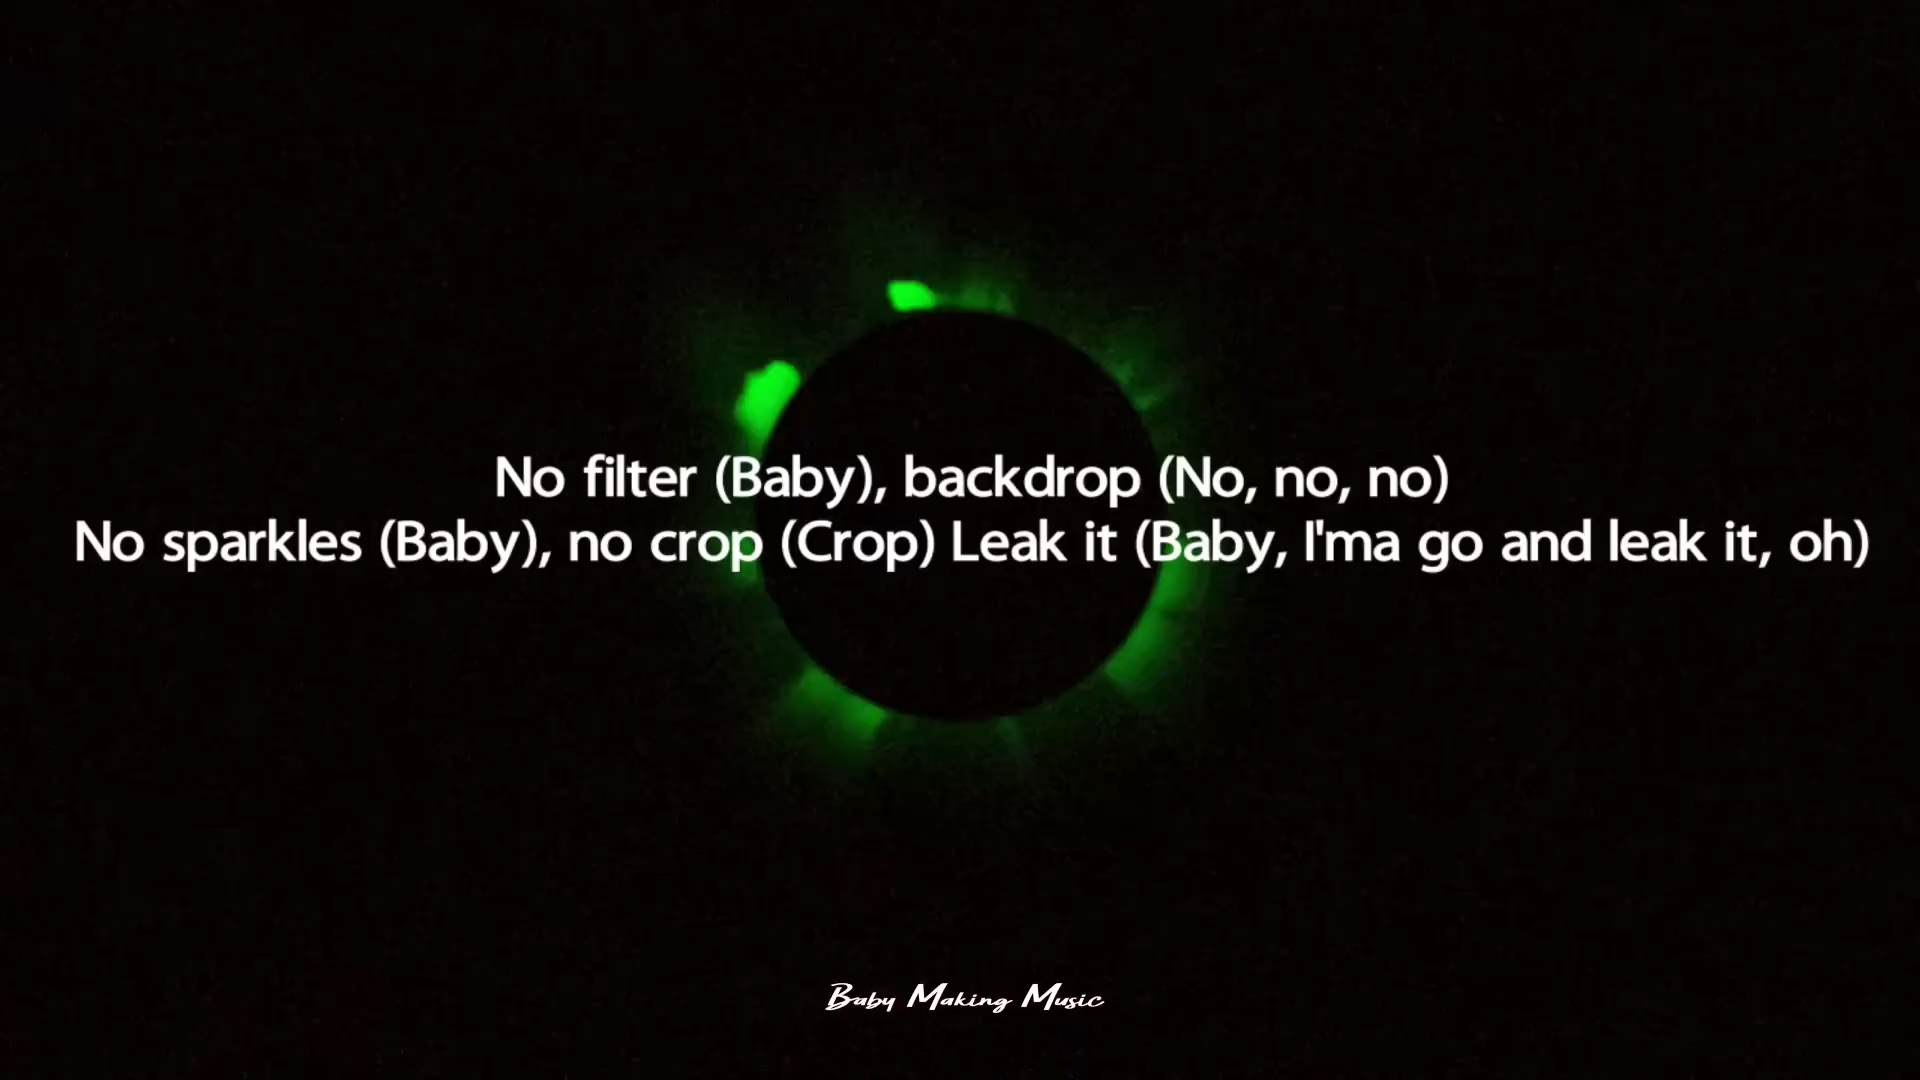 No filter (Baby), backdrop (No, no, no)
No sparkles (Baby), no crop (Crop) Leak it (Baby, I'ma go and leak it, oh)
Baby Making Music